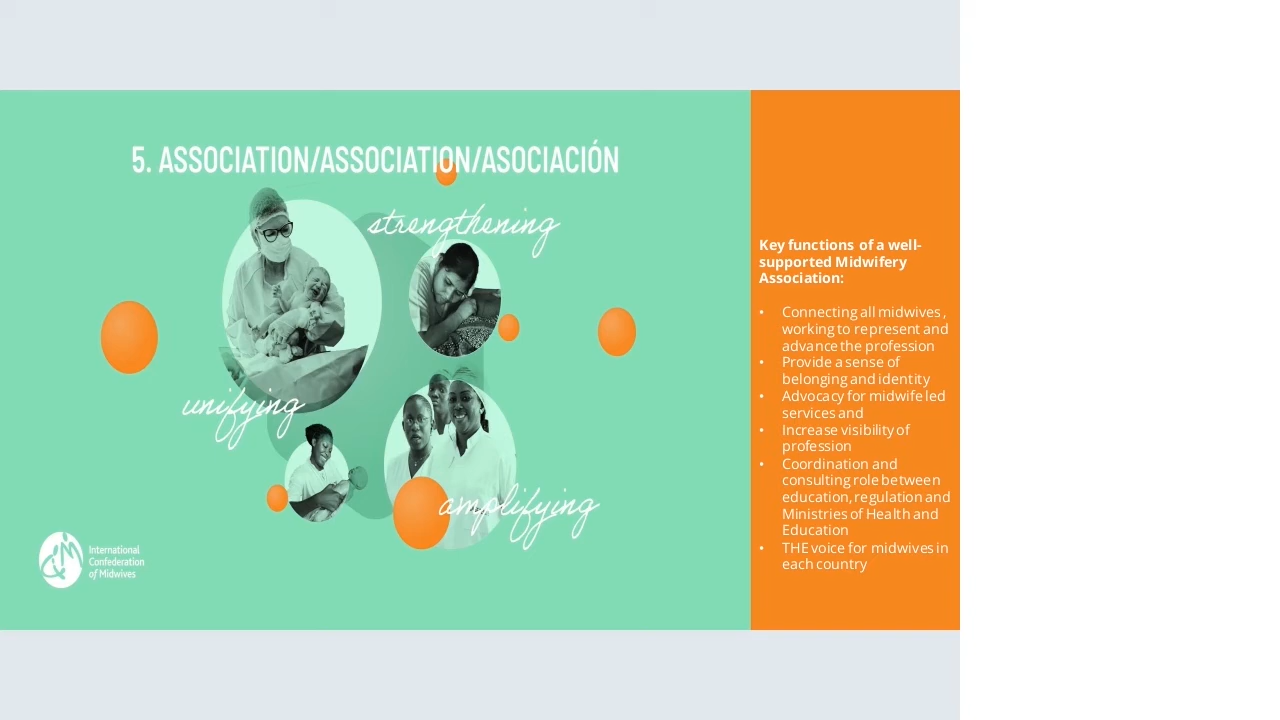 5. ASSOCIATION/ASSOCIATION/ASOCIACIÓN
strengthening
unifying
amplifying
International
Confederation
of Midwives
Key functions of a well-
supported Midwifery
Association:
• Connecting all midwives,
working to represent and
advance the profession
• Provide a sense of
belonging and identity
• Advocacy for midwife led
services and
• Increase visibility of
profession
• Coordination and
consulting role between
education, regulation and
Ministries of Health and
Education
• THE voice for midwives in
each country